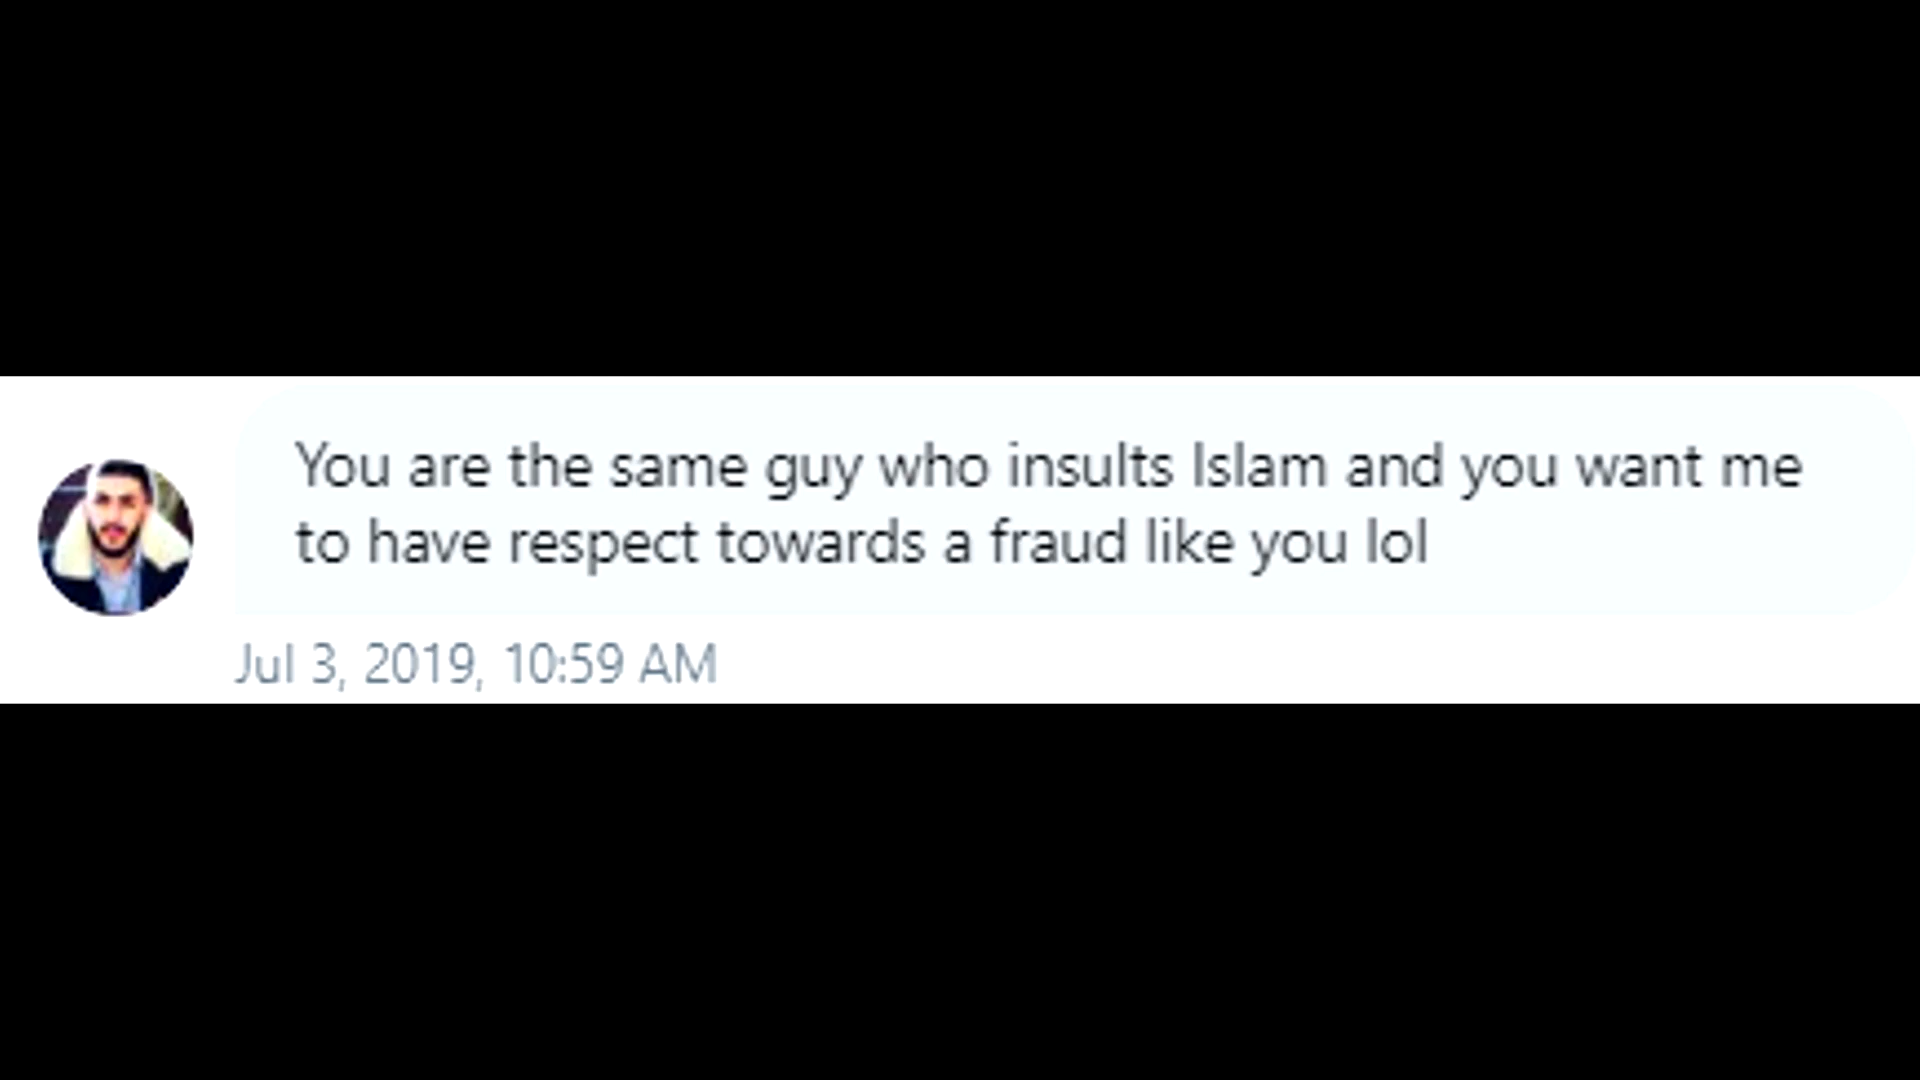 You are the same guy who insults Islam and you want me
to have respect towards a fraud like you lol
Jul 3, 2019, 10:59 AM